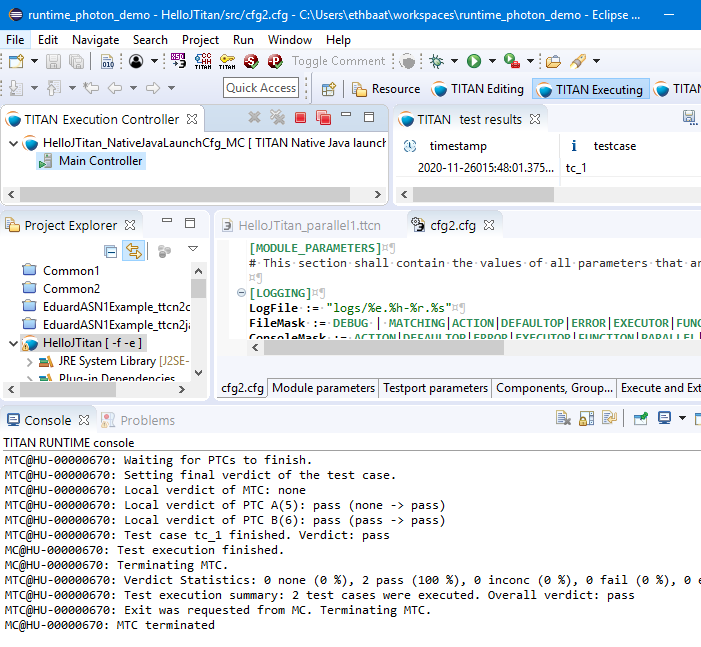 runtime_photon_demo - HelloJTitan/src/cfg2.cfg - C:\Users\ethbaat\workspaces\runtime_photon_demo - Eclipse ...
File Edit Navigate Search Project Run Window Help
Toggle Comment
Quick Access
Resource TITAN Editing TITAN Executing TITAN
TITAN Execution Controller
HelloJTitan_NativeJavaLaunchCfg_MC [ TITAN Native Java launch
Main Controller
TITAN test results
timestamp testcase
2020-11-26015:48:01.375... tc_1
Project Explorer
Common1
Common2
EduardASN1Example_ttcn2c
EduardASN1Example_ttcn2ja
HelloJTitan [ -f -e ]
JRE System Library [J2SE-
Plug-in Dependencies
HelloJTitan_parallel1.ttcn cfg2.cfg
[MODULE_PARAMETERS]¤¶
#·This·section·shall·contain·the·values·of·all·parameters·that·ar
¤¶
[LOGGING]¤¶
LogFile·:=·"logs/%e.%h-%r.%s"¤¶
FileMask·:=·DEBUG·|·MATCHING|ACTION|DEFAULTOP|ERROR|EXECUTOR|FUNC
ConsoleMask·:=·ACTION|DEFAULTOP|ERROR|EXECUTOR|FUNCTION|PARALLEL|
cfg2.cfg Module parameters Testport parameters Components, Group... Execute and Ext
Console Problems
TITAN RUNTIME console
MTC@HU-00000670: Waiting for PTCs to finish.
MTC@HU-00000670: Setting final verdict of the test case.
MTC@HU-00000670: Local verdict of MTC: none
MTC@HU-00000670: Local verdict of PTC A(5): pass (none -> pass)
MTC@HU-00000670: Local verdict of PTC B(6): pass (pass -> pass)
MTC@HU-00000670: Test case tc_1 finished. Verdict: pass
MC@HU-00000670: Test execution finished.
MC@HU-00000670: Terminating MTC.
MTC@HU-00000670: Verdict Statistics: 0 none (0 %), 2 pass (100 %), 0 inconc (0 %), 0 fail (0 %), 0 e
MTC@HU-00000670: Test execution summary: 2 test cases were executed. Overall verdict: pass
MTC@HU-00000670: Exit was requested from MC. Terminating MTC.
MC@HU-00000670: MTC terminated